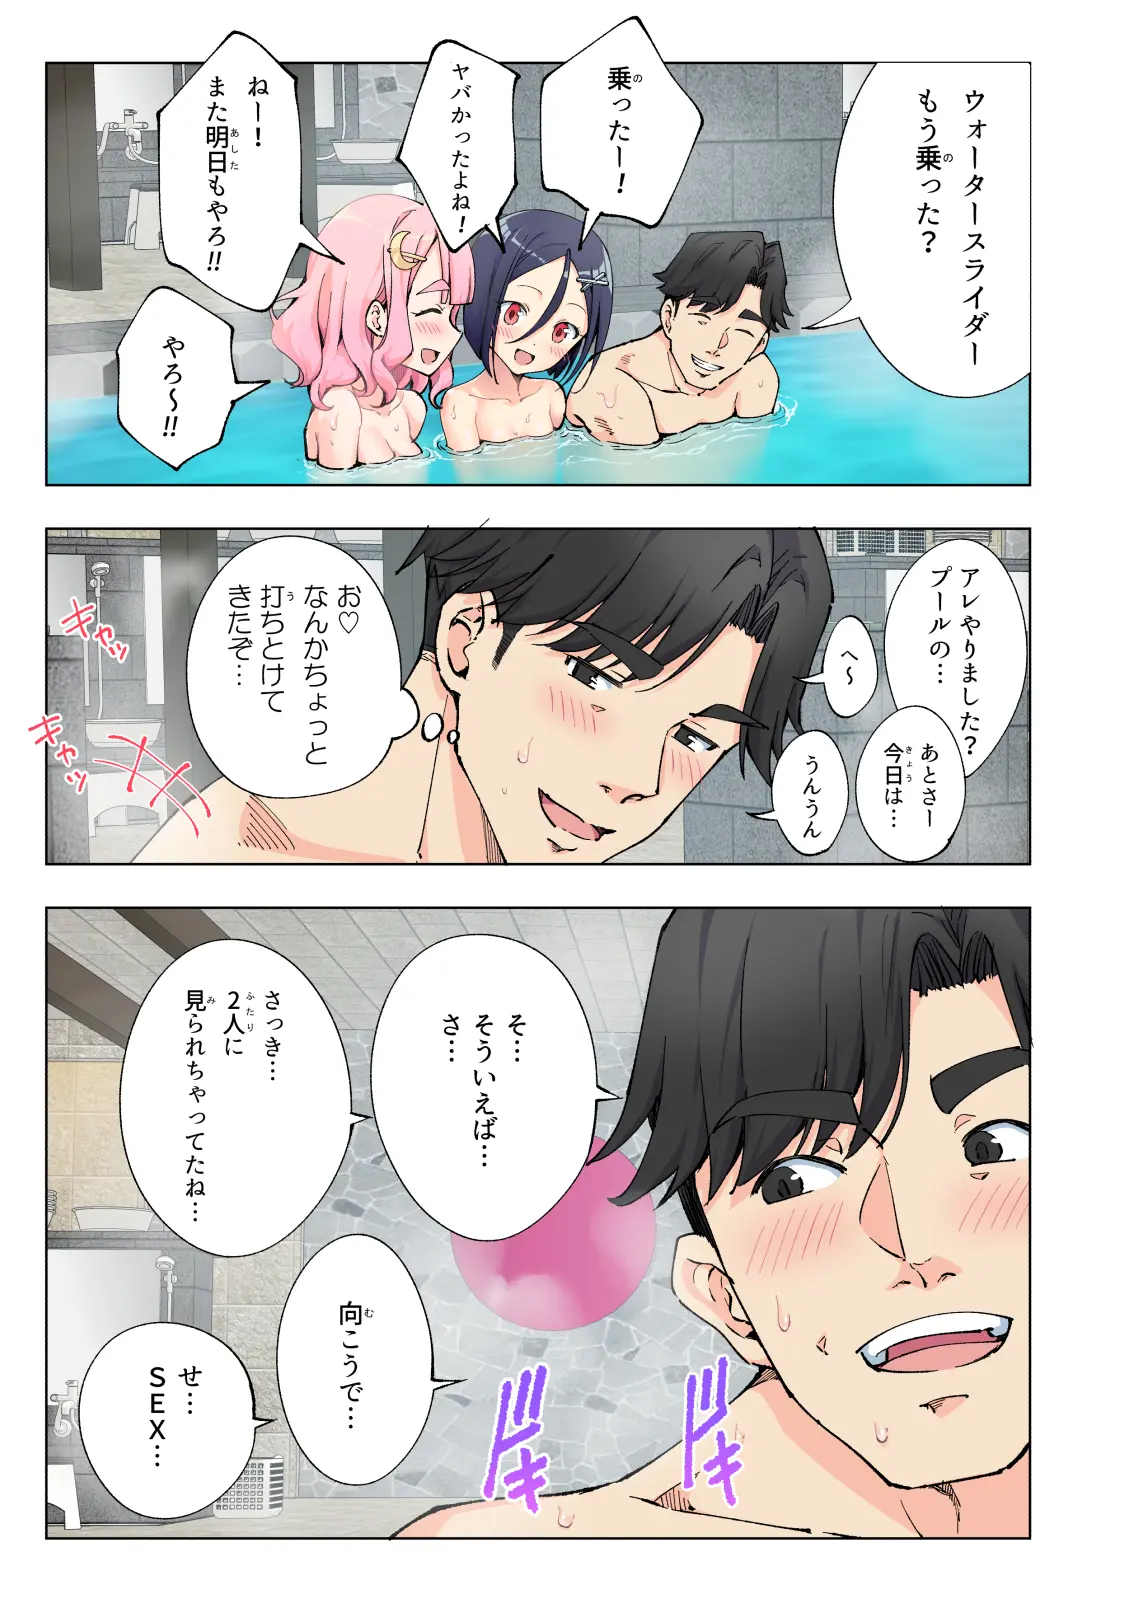 ウォータースライダー
もう乗った？
乗ったー！
ヤバかったよね！
ねー！
また明日もやろ!!
やろ〜!!
アレやりました？
プールの…
へ〜
あとさー
今日は…
うんうん
お♡
なんかちょっと
打ちとけて
きたぞ…
キャッ
キャッ
そ…
そういえば…
さ…
さっき…
2人に
見られちゃってたね…
向こうで…
せ…
SEX…
ドキ
ドキッ